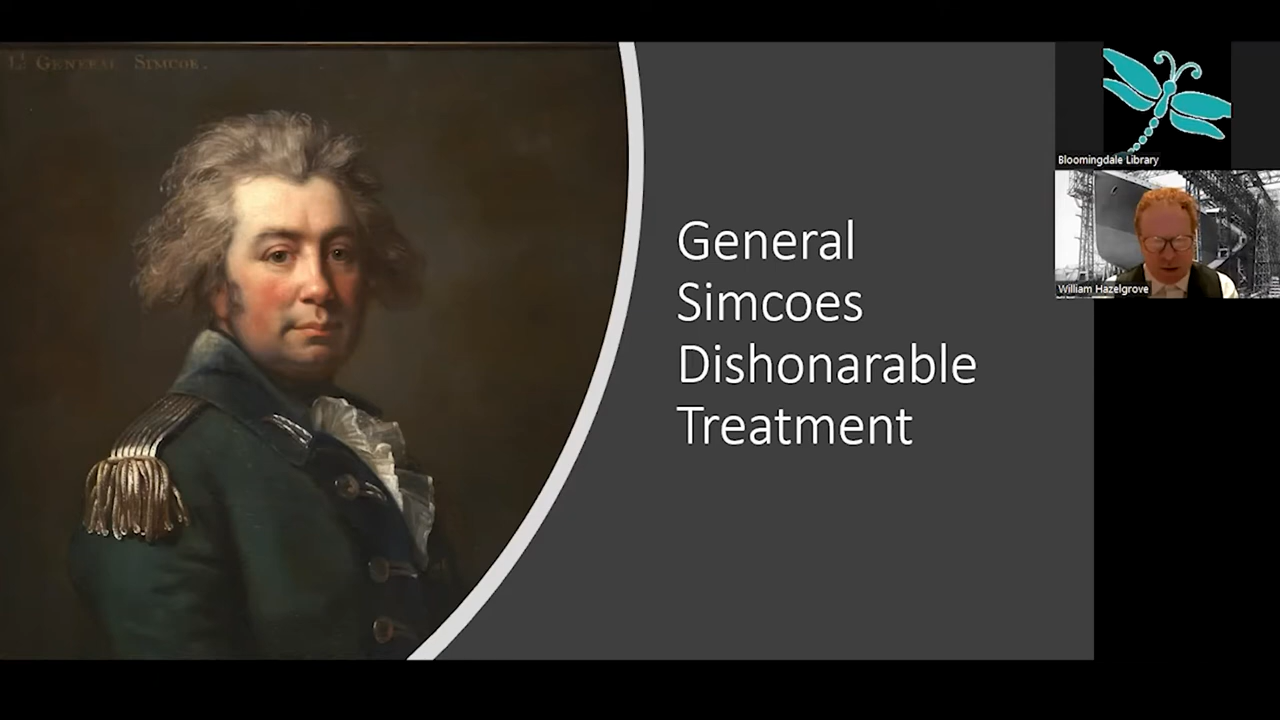 Lt GENERAL SIMCOE.
General
Simcoes
Dishonarable
Treatment
Bloomingdale Library
William Hazelgrove